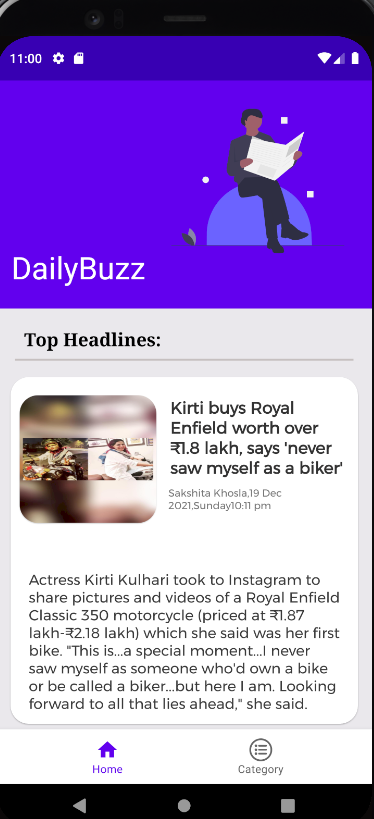 11:00
DailyBuzz
Top Headlines:
Kirti buys Royal
Enfield worth over
₹1.8 lakh, says 'never
saw myself as a biker'
Sakshita Khosla,19 Dec
2021,Sunday10:11 pm
Actress Kirti Kulhari took to Instagram to
share pictures and videos of a Royal Enfield
Classic 350 motorcycle (priced at ₹1.87
lakh-₹2.18 lakh) which she said was her first
bike. "This is...a special moment...I never
saw myself as someone who'd own a bike
or be called a biker...but here I am. Looking
forward to all that lies ahead," she said.
Home
Category